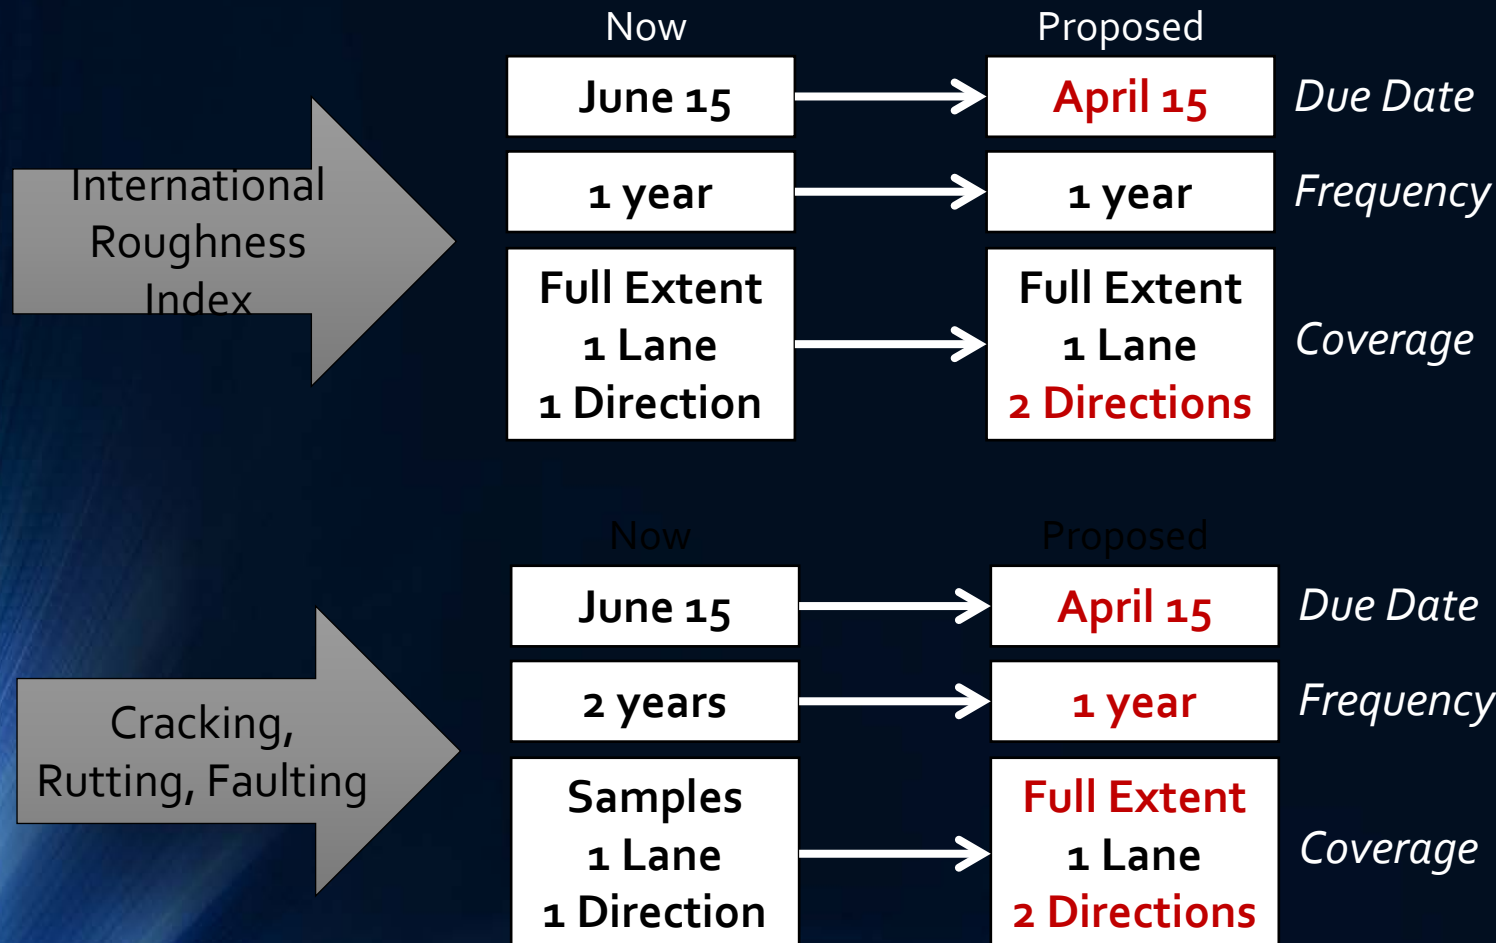 Now Proposed
June 15 April 15 Due Date
International
Roughness
Index
1 year 1 year Frequency
Full Extent Full Extent
1 Lane 1 Lane Coverage
1 Direction 2 Directions
Now Proposed
June 15 April 15 Due Date
Cracking,
Rutting, Faulting
2 years 1 year Frequency
Samples Full Extent
1 Lane 1 Lane Coverage
1 Direction 2 Directions